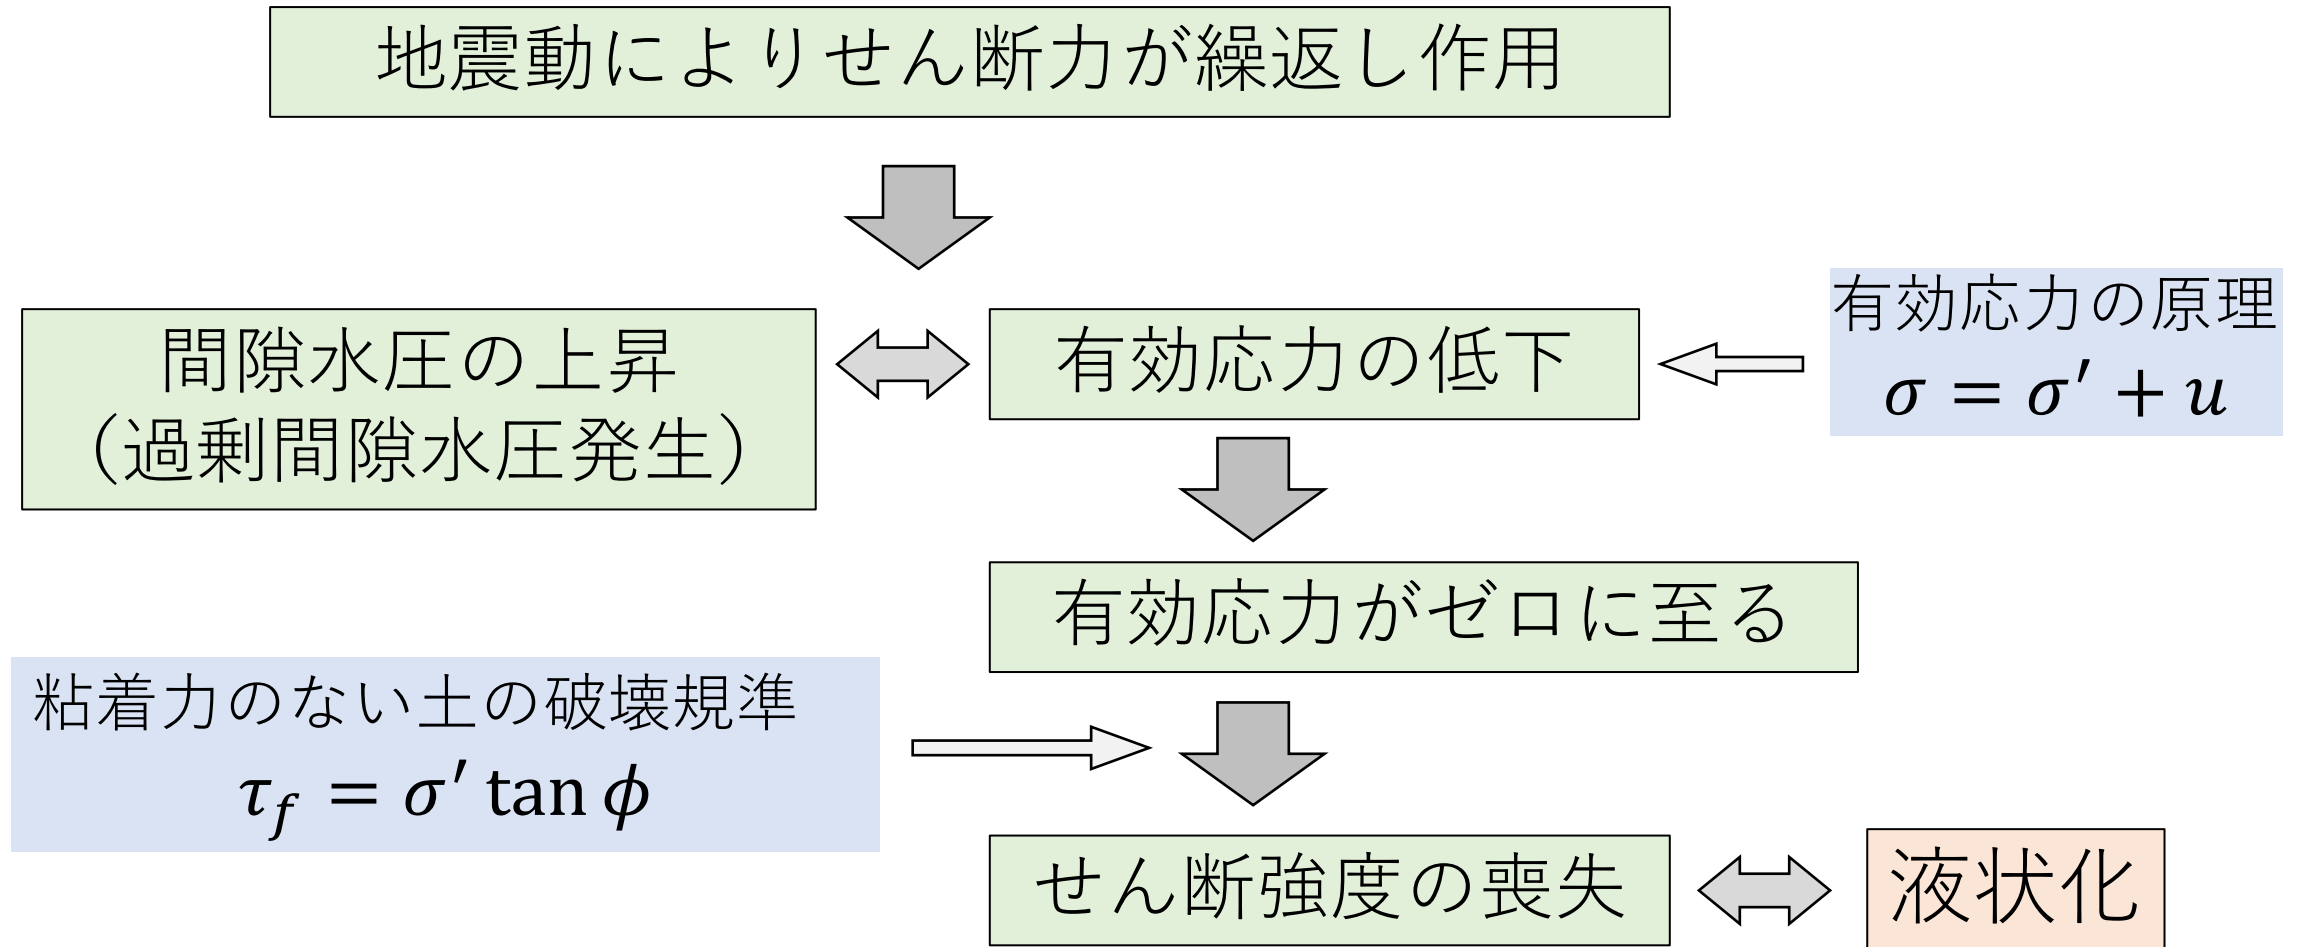 地震動によりせん断力が繰返し作用
間隙水圧の上昇
（過剰間隙水圧発生）
有効応力の低下
有効応力の原理
σ = σ′ + u
有効応力がゼロに至る
粘着力のない土の破壊規準
τ_f = σ′ tan ϕ
せん断強度の喪失
液状化